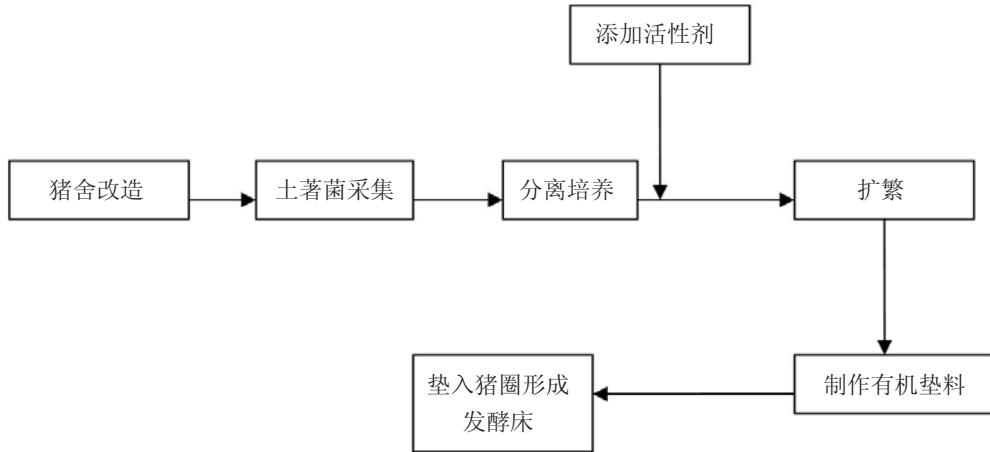 添加活性剂
猪舍改造
土著菌采集
分离培养
扩繁
垫入猪圈形成
发酵床
制作有机垫料